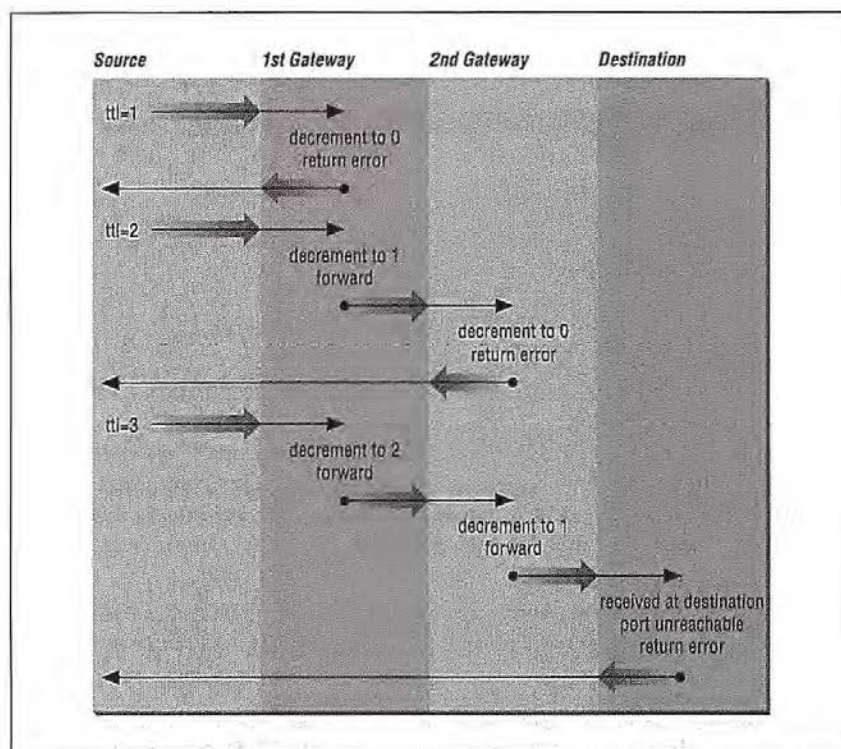 Source 1st Gateway 2nd Gateway Destination
ttl=1
decrement to 0
return error
ttl=2
decrement to 1
forward
decrement to 0
return error
ttl=3
decrement to 2
forward
decrement to 1
forward
received at destination
port unreachable
return error